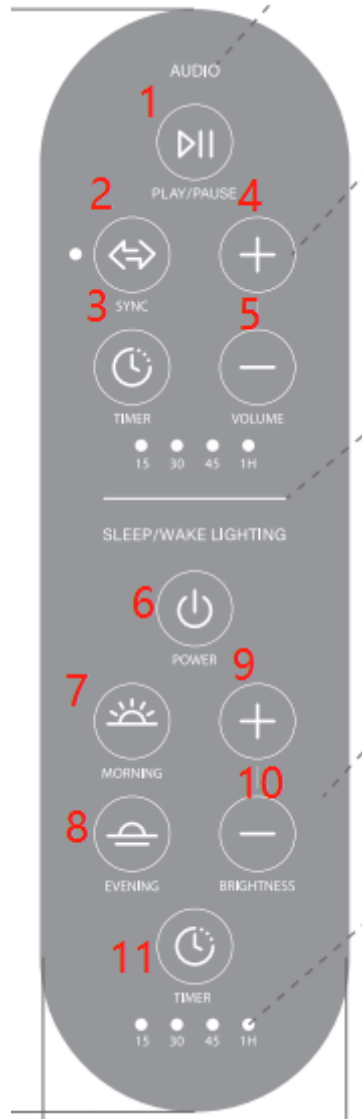 AUDIO
1
PLAY/PAUSE
2
4
SYNC
3
5
TIMER
VOLUME
15 30 45 1H
SLEEP/WAKE LIGHTING
6
POWER
7
9
MORNING
8
10
EVENING
BRIGHTNESS
11
TIMER
15 30 45 1H